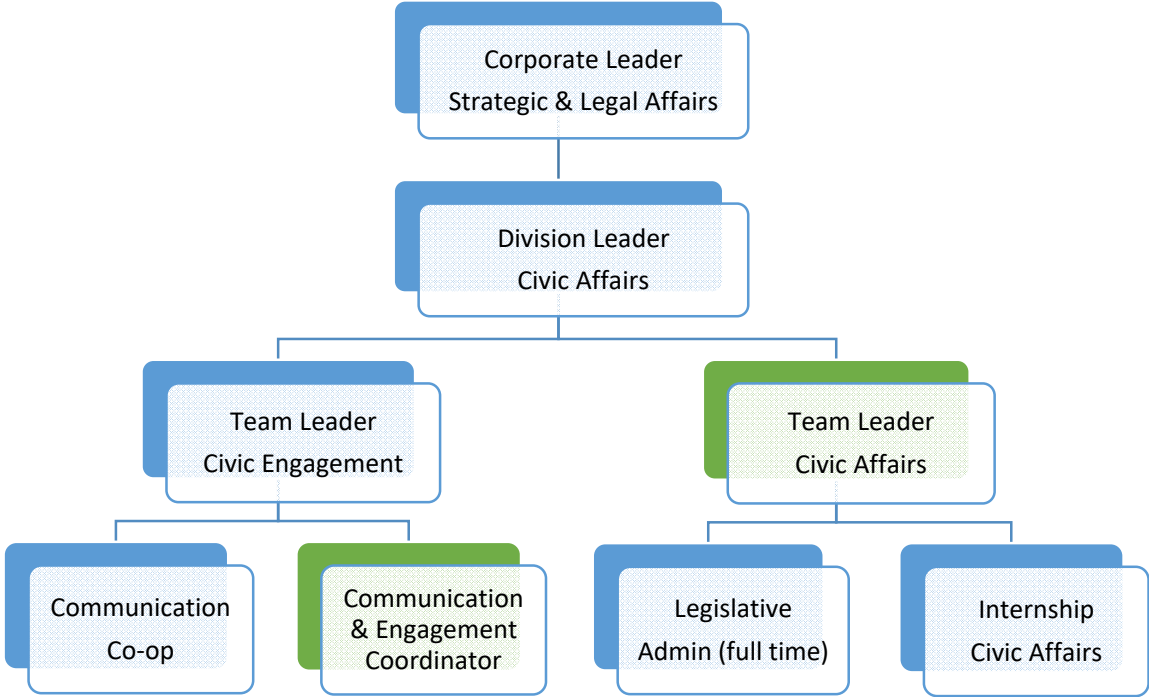 Corporate Leader
Strategic & Legal Affairs
Division Leader
Civic Affairs
Team Leader
Civic Engagement
Team Leader
Civic Affairs
Communication
Co-op
Communication
& Engagement
Coordinator
Legislative
Admin (full time)
Internship
Civic Affairs